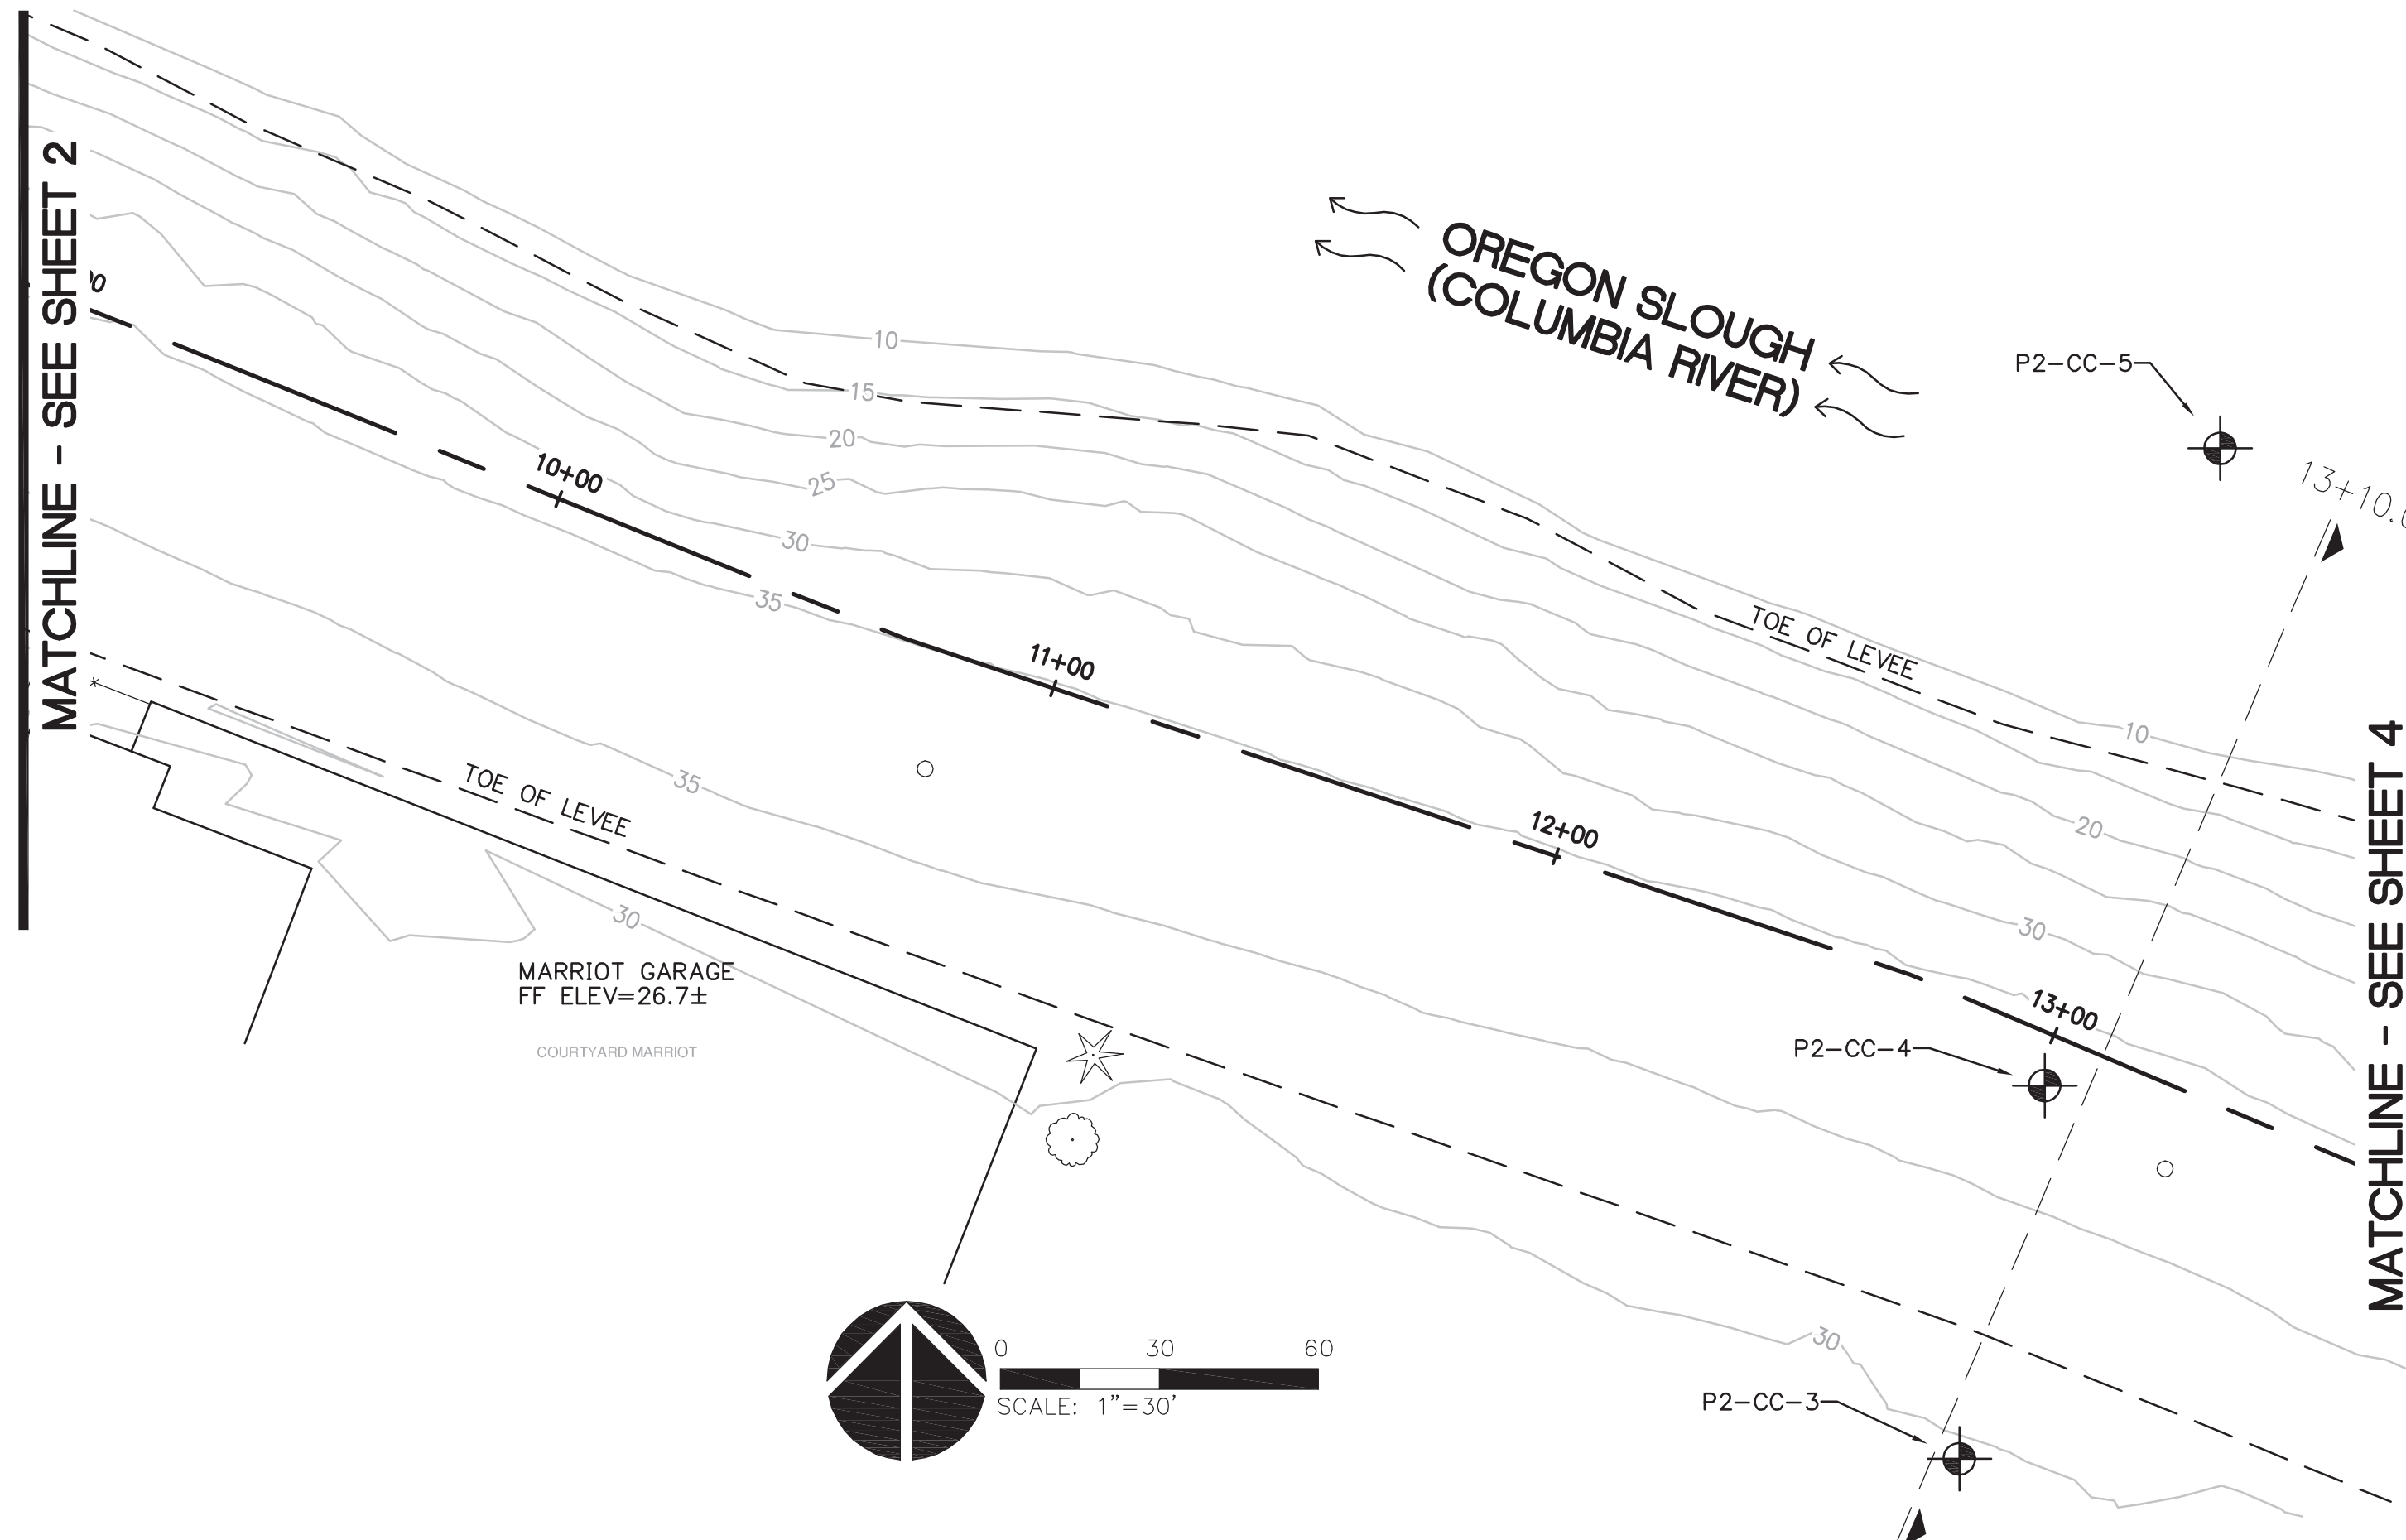 MATCHLINE - SEE SHEET 2
10
15
20
25
30
35
10+00
11+00
12+00
13+00
OREGON SLOUGH
(COLUMBIA RIVER)
P2-CC-5
TOE OF LEVEE
10
20
30
MATCHLINE - SEE SHEET 4
35
TOE OF LEVEE
30
MARRIOT GARAGE
FF ELEV=26.7±
COURTYARD MARRIOT
P2-CC-4
30
P2-CC-3
0 30 60
SCALE: 1"=30'